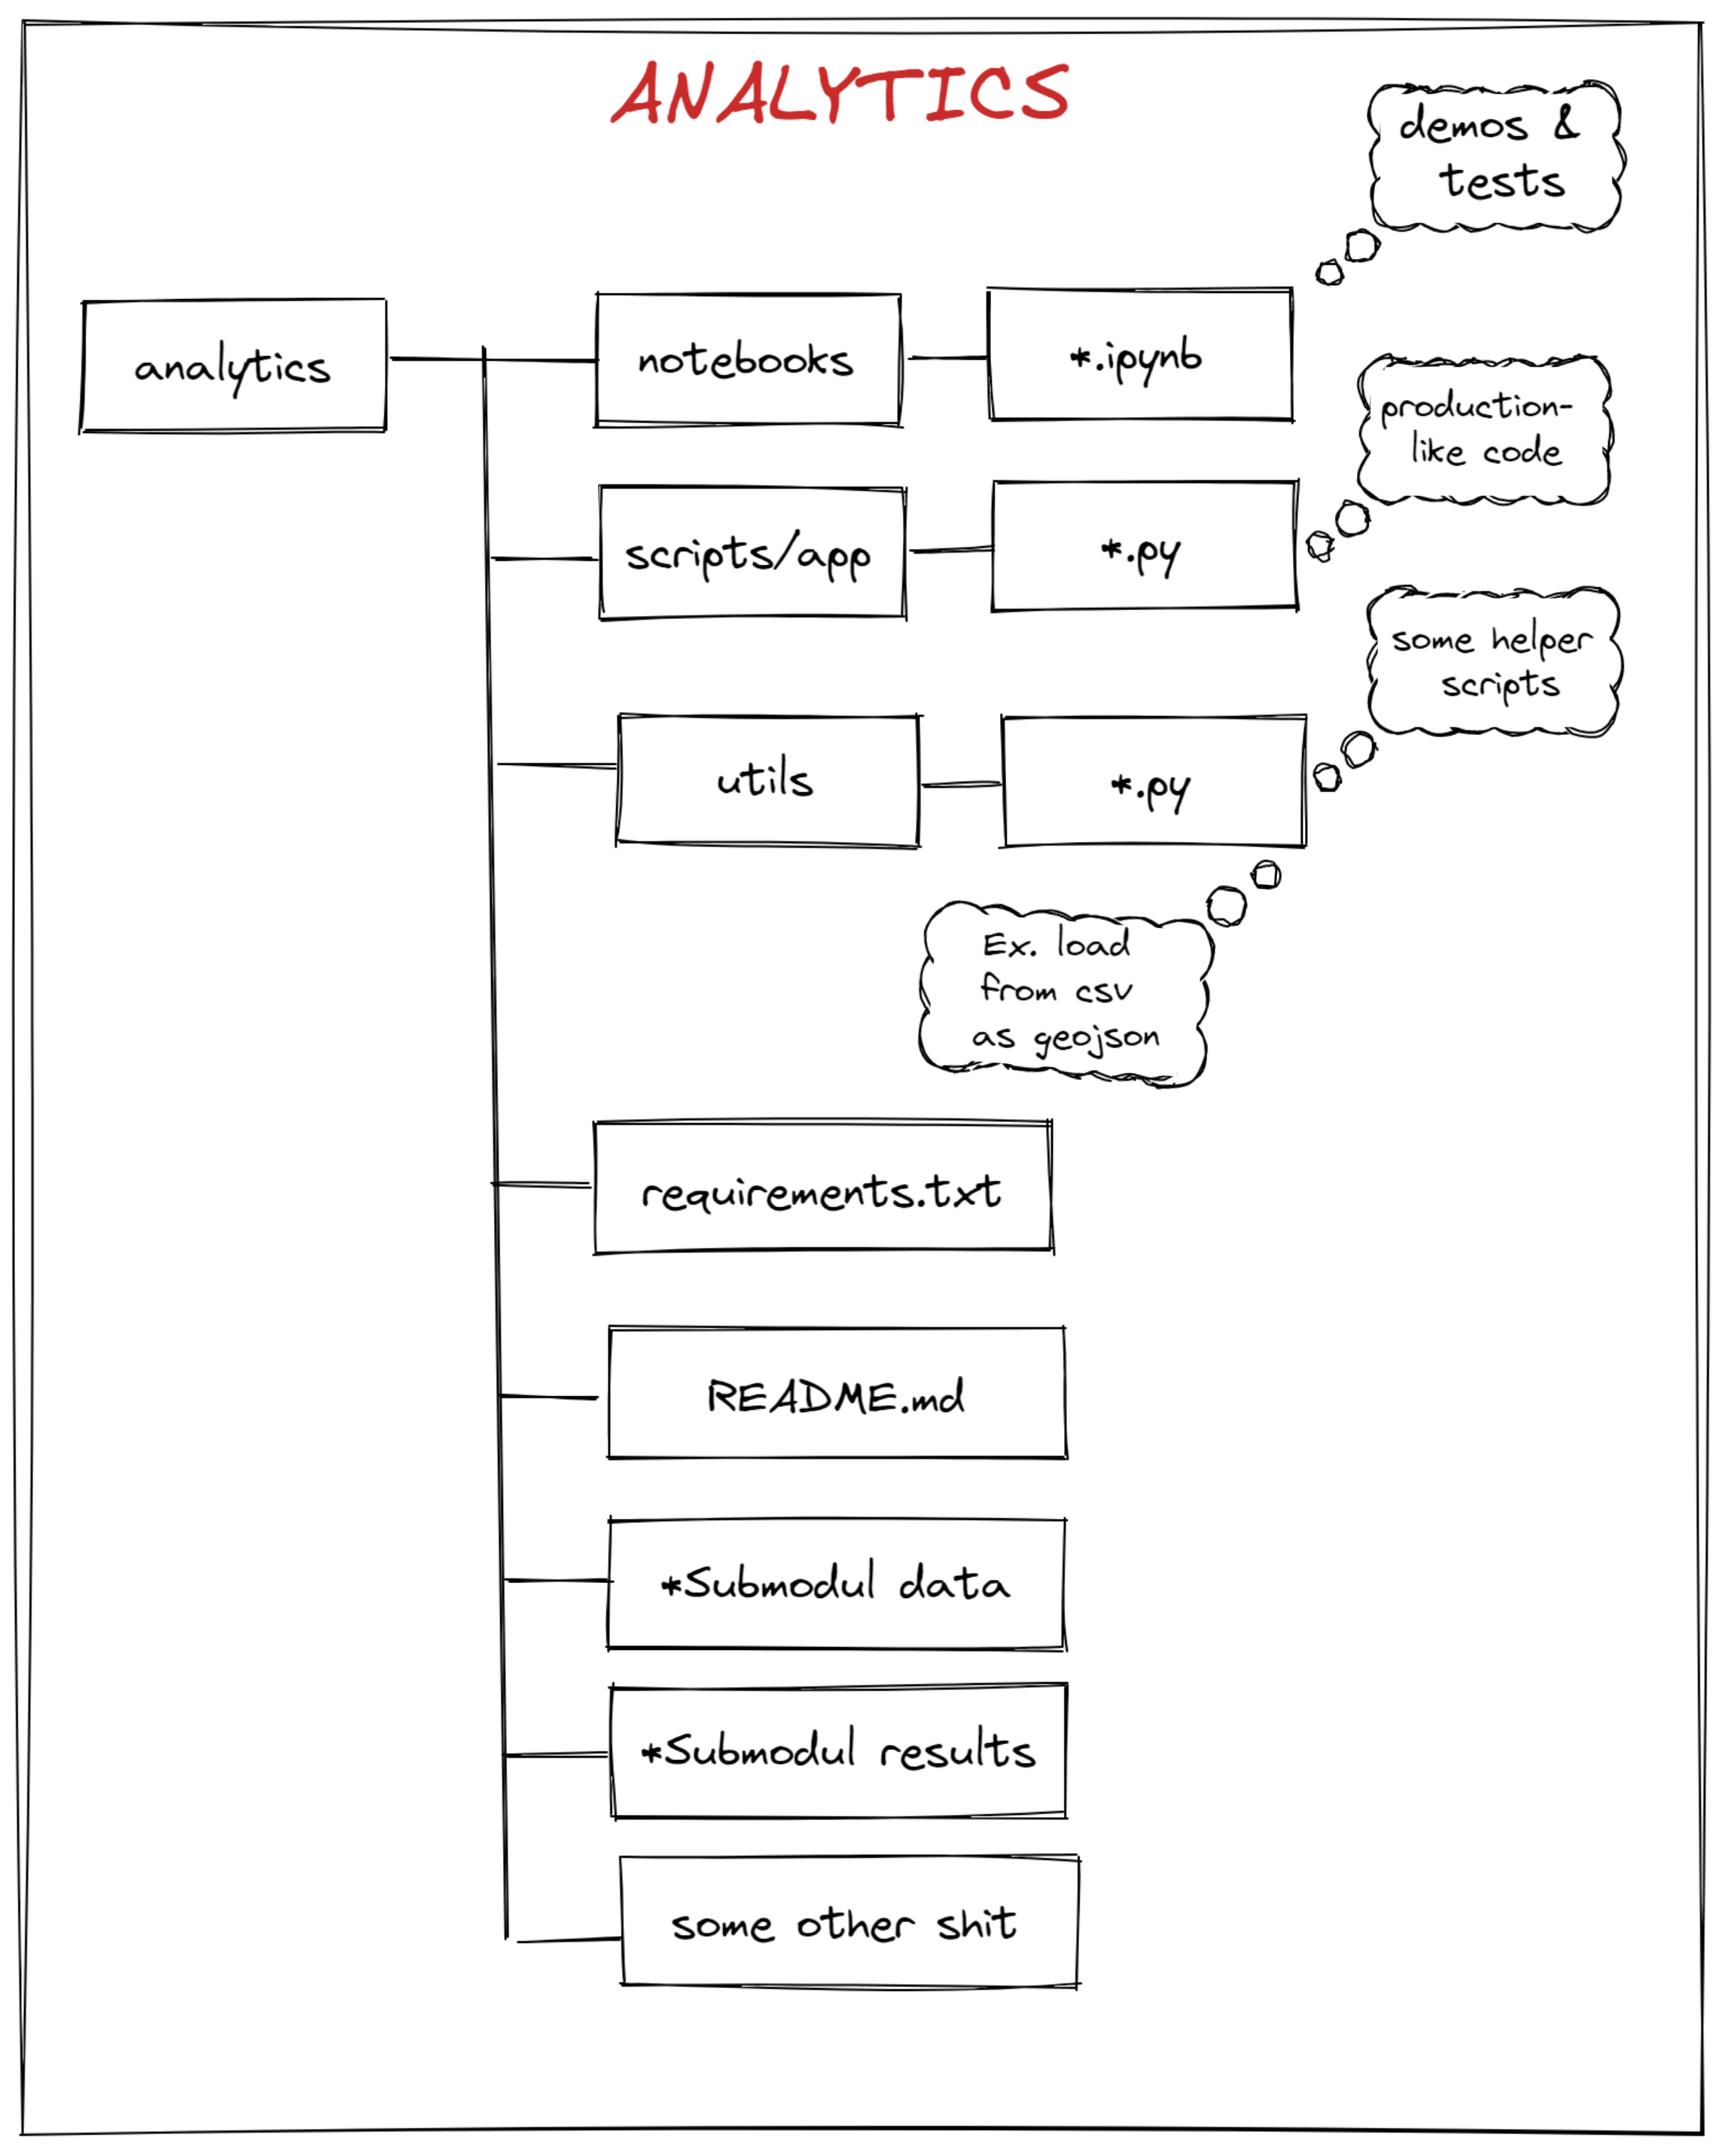 ANALYTICS
demos &
tests
analytics
notebooks
*.ipynb
production-
like code
scripts/app
*.py
some helper
scripts
utils
*.py
Ex. load
from csv
as geojson
requirements.txt
README.md
*Submodul data
*Submodul results
some other shit